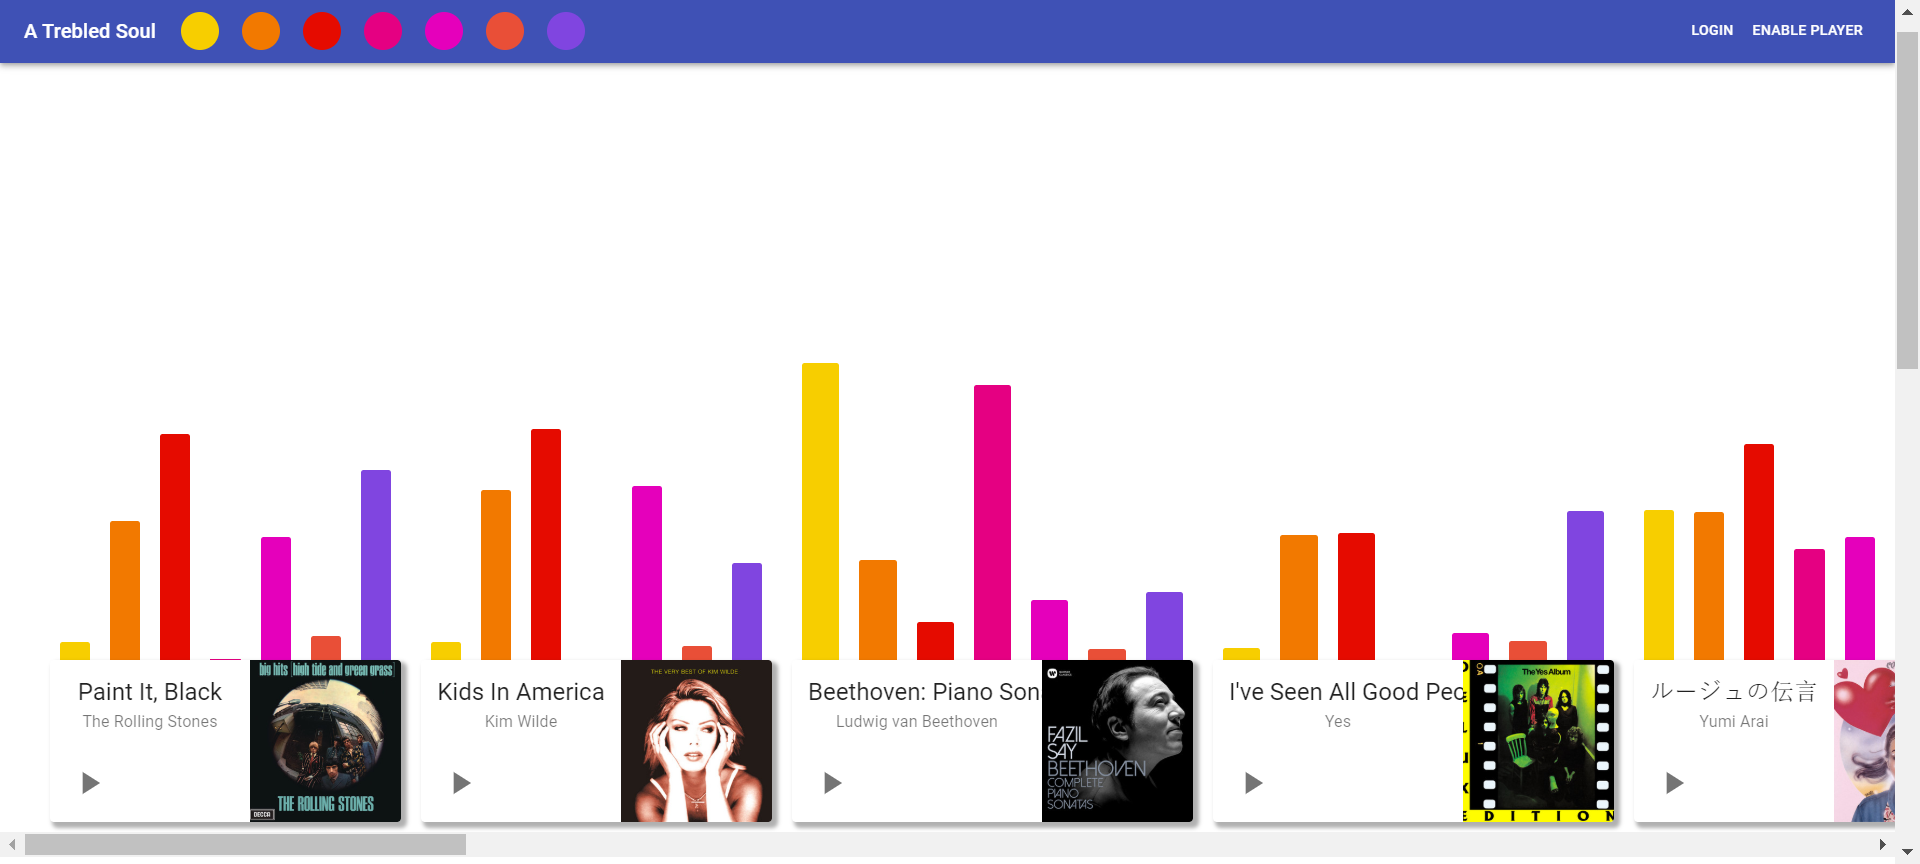 A Trebled Soul
LOGIN ENABLE PLAYER
Paint It, Black
The Rolling Stones
big hits [high tide and green grass]
THE ROLLING STONES
DECCA
Kids In America
Kim Wilde
THE VERY BEST OF KIM WILDE
Beethoven: Piano Son
Ludwig van Beethoven
FAZIL
SAY
BEETHOVEN
COMPLETE
PIANO
SONATAS
I've Seen All Good Peo
Yes
The Yes Album
EDITION
ルージュの伝言
Yumi Arai